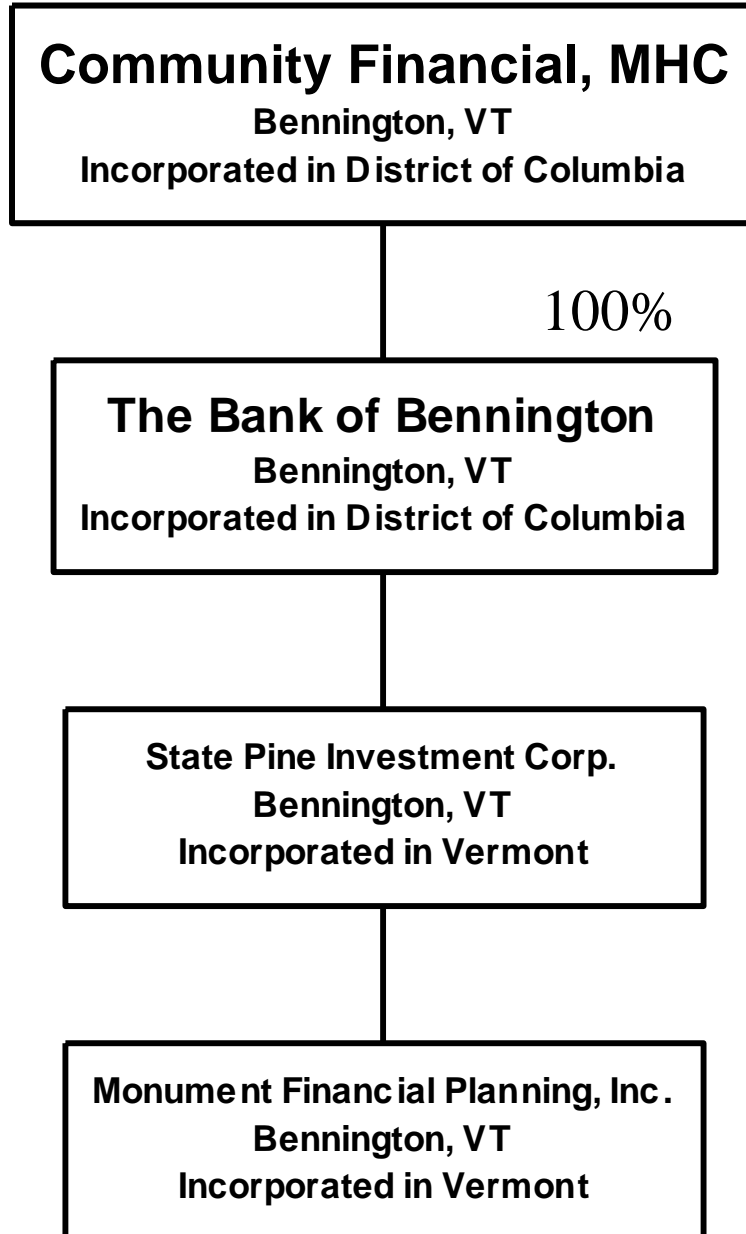 Community Financial, MHC
Bennington, VT
Incorporated in District of Columbia
100%
The Bank of Bennington
Bennington, VT
Incorporated in District of Columbia
State Pine Investment Corp.
Bennington, VT
Incorporated in Vermont
Monument Financial Planning, Inc.
Bennington, VT
Incorporated in Vermont